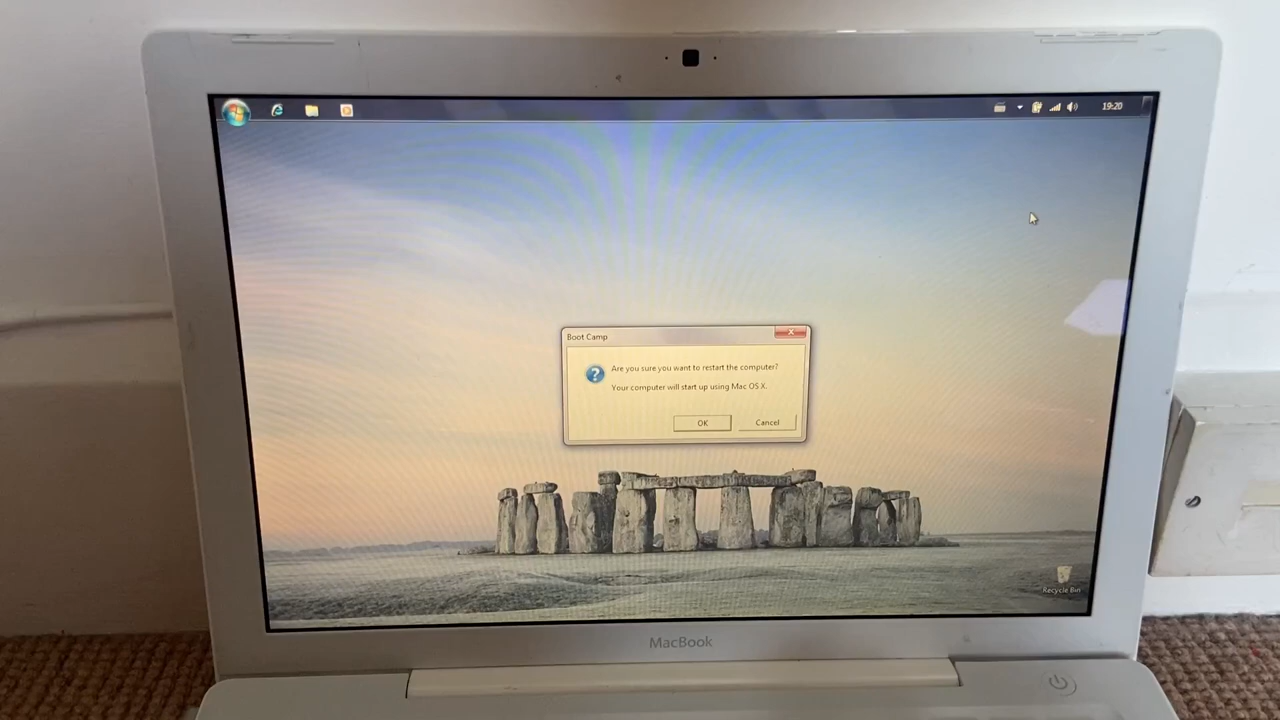 19:20
Boot Camp
Are you sure you want to restart the computer?
Your computer will start up using Mac OS X.
OK Cancel
Recycle Bin
MacBook